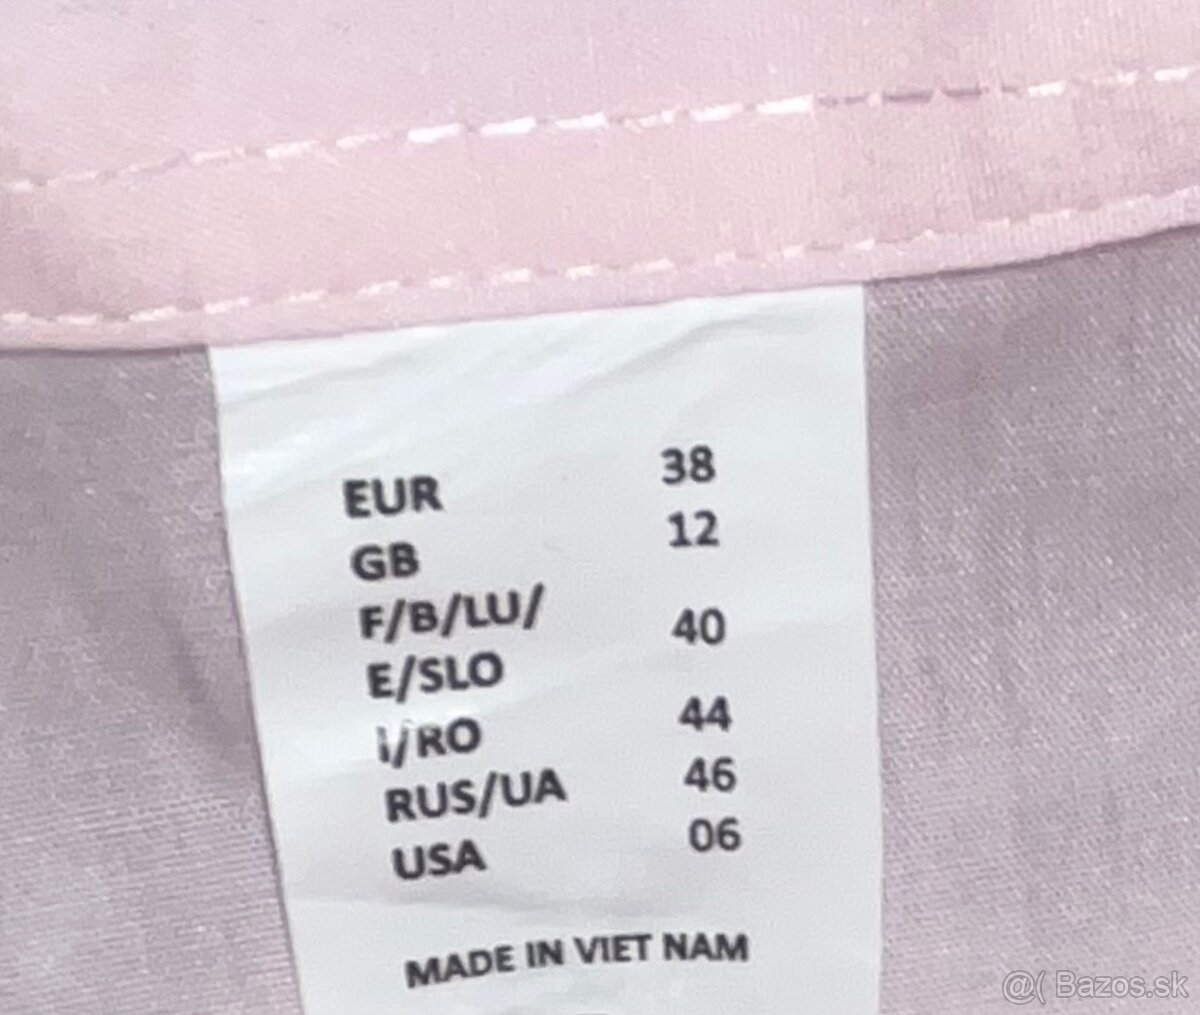 EUR 38
GB 12
F/B/LU/
E/SLO 40
I/RO 44
RUS/UA 46
USA 06
MADE IN VIET NAM
@( Bazos.sk